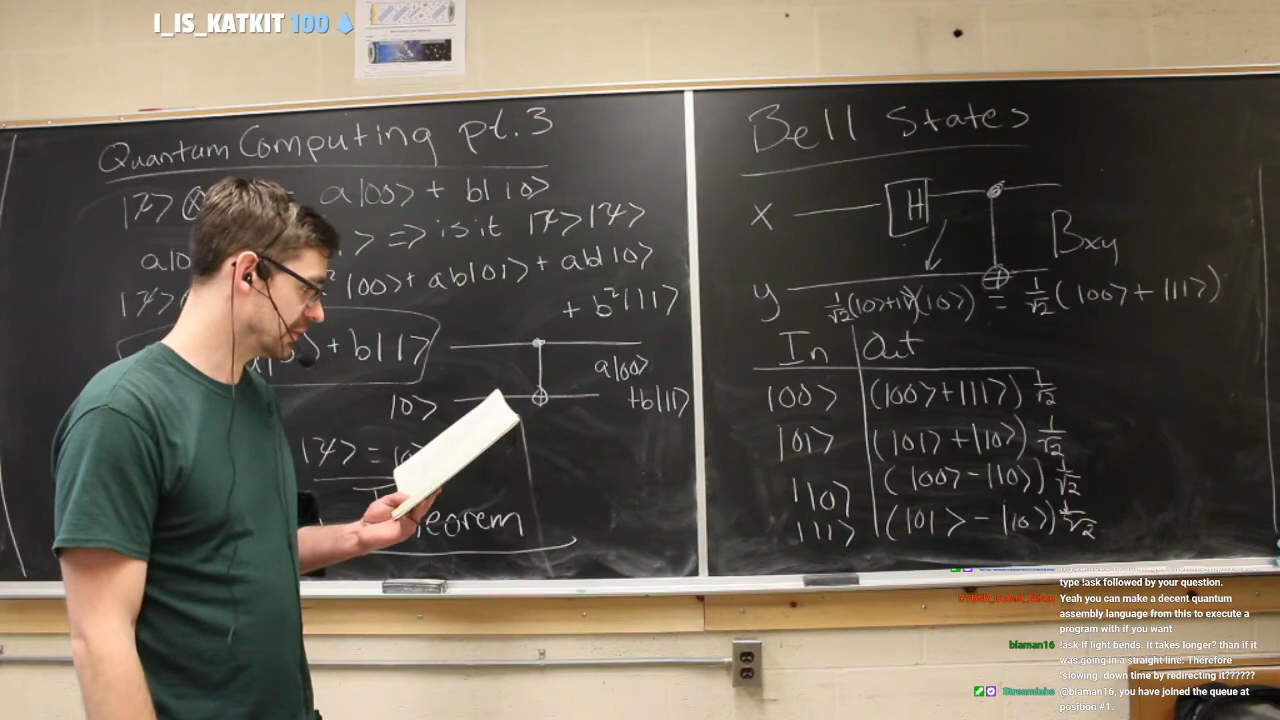 I_IS_KATKIT 100
Quantum Computing pt.3
|Ψ> = a|00> + b|10>
a|0 > => is it |Ψ>|Ψ>
|Ψ> ²|00> + ab|01> + ab|10>
+ b²|11>
+ b|1>
a|00>
+b|11>
|0>
|Ψ> =
eorem
Bell States
x H
Bxy
y 1/√2(|0>+|1>)(|0>) = 1/√2(|00> + |11>)
In Out
|00> (|00>+|11>) 1/√2
|01> (|01> + |10>) 1/√2
|10> (|00> - |10>) 1/√2
|11> (|01> - |10>) 1/√2
type !ask followed by your question.
Yeah you can make a decent quantum
assembly language from this to execute a
program with if you want
blaman16 !ask If light bends. It takes longer? than if it
was going in a straight line. Therefore
"slowing" down time by redirecting it??????
Streamlabs @blaman16, you have joined the queue at
position #1.